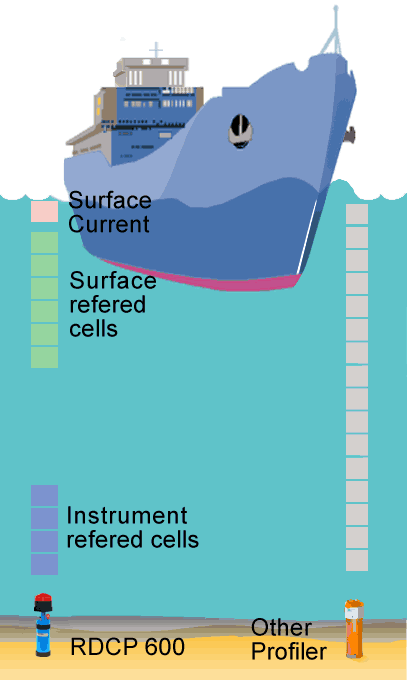 Surface
Current
Surface
refered
cells
Instrument
refered cells
RDCP 600
Other
Profiler